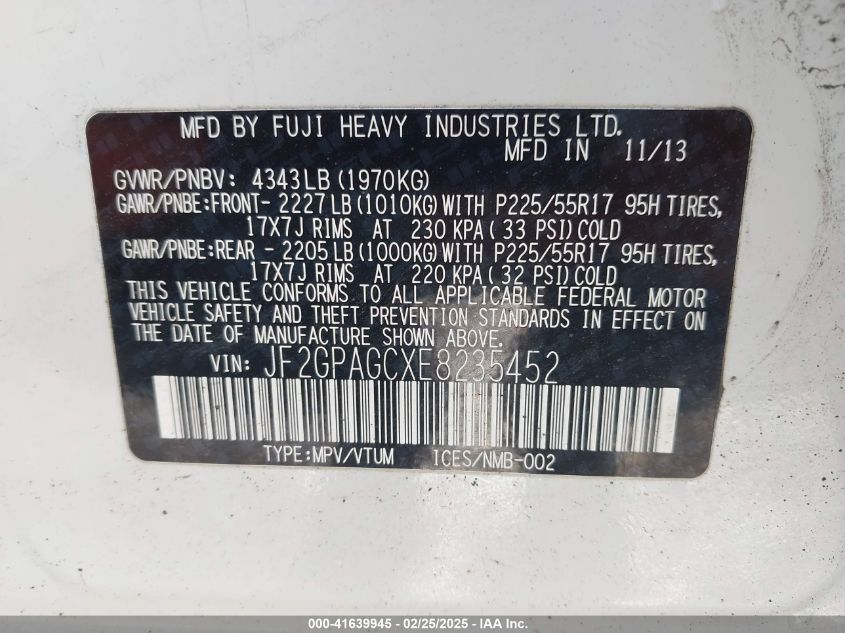 MFD BY FUJI HEAVY INDUSTRIES LTD.
MFD IN 11/13
GVWR/PNBV: 4343LB (1970KG)
GAWR/PNBE:FRONT- 2227LB (1010KG) WITH P225/55R17 95H TIRES,
17X7J RIMS AT 230 KPA ( 33 PSI) COLD
GAWR/PNBE:REAR - 2205LB (1000KG) WITH P225/55R17 95H TIRES,
17X7J RIMS AT 220 KPA ( 32 PSI) COLD
THIS VEHICLE CONFORMS TO ALL APPLICABLE FEDERAL MOTOR
VEHICLE SAFETY AND THEFT PREVENTION STANDARDS IN EFFECT ON
THE DATE OF MANUFACTURE SHOWN ABOVE.
VIN: JF2GPAGCXE8235452
TYPE:MPV/VTUM ICES/NMB-002
000-41639945 - 02/25/2025 - IAA Inc.